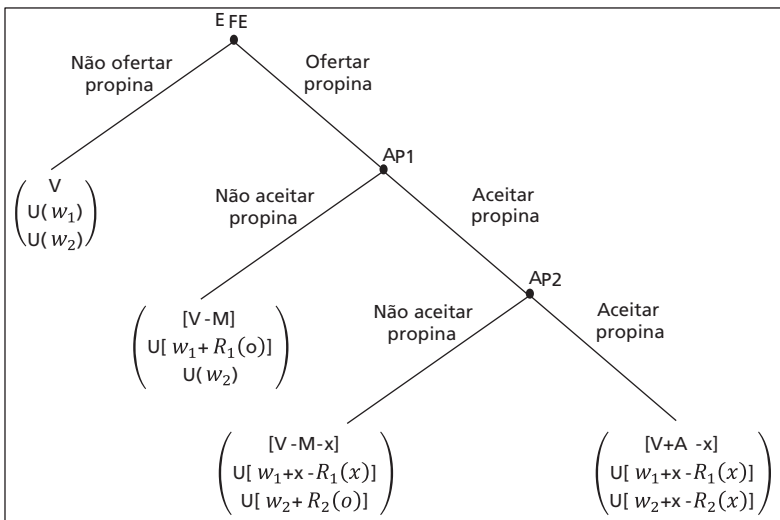 E FE
Não ofertar
propina
Ofertar
propina
AP1
V
U( w₁)
U( w₂)
Não aceitar
propina
Aceitar
propina
AP2
[V -M]
U[ w₁+ R₁(o)]
U( w₂)
Não aceitar
propina
Aceitar
propina
[V -M-x]
U[ w₁+x -R₁(x)]
U[ w₂+ R₂(o)]
[V+A -x]
U[ w₁+x -R₁(x)]
U[ w₂+x -R₂(x)]